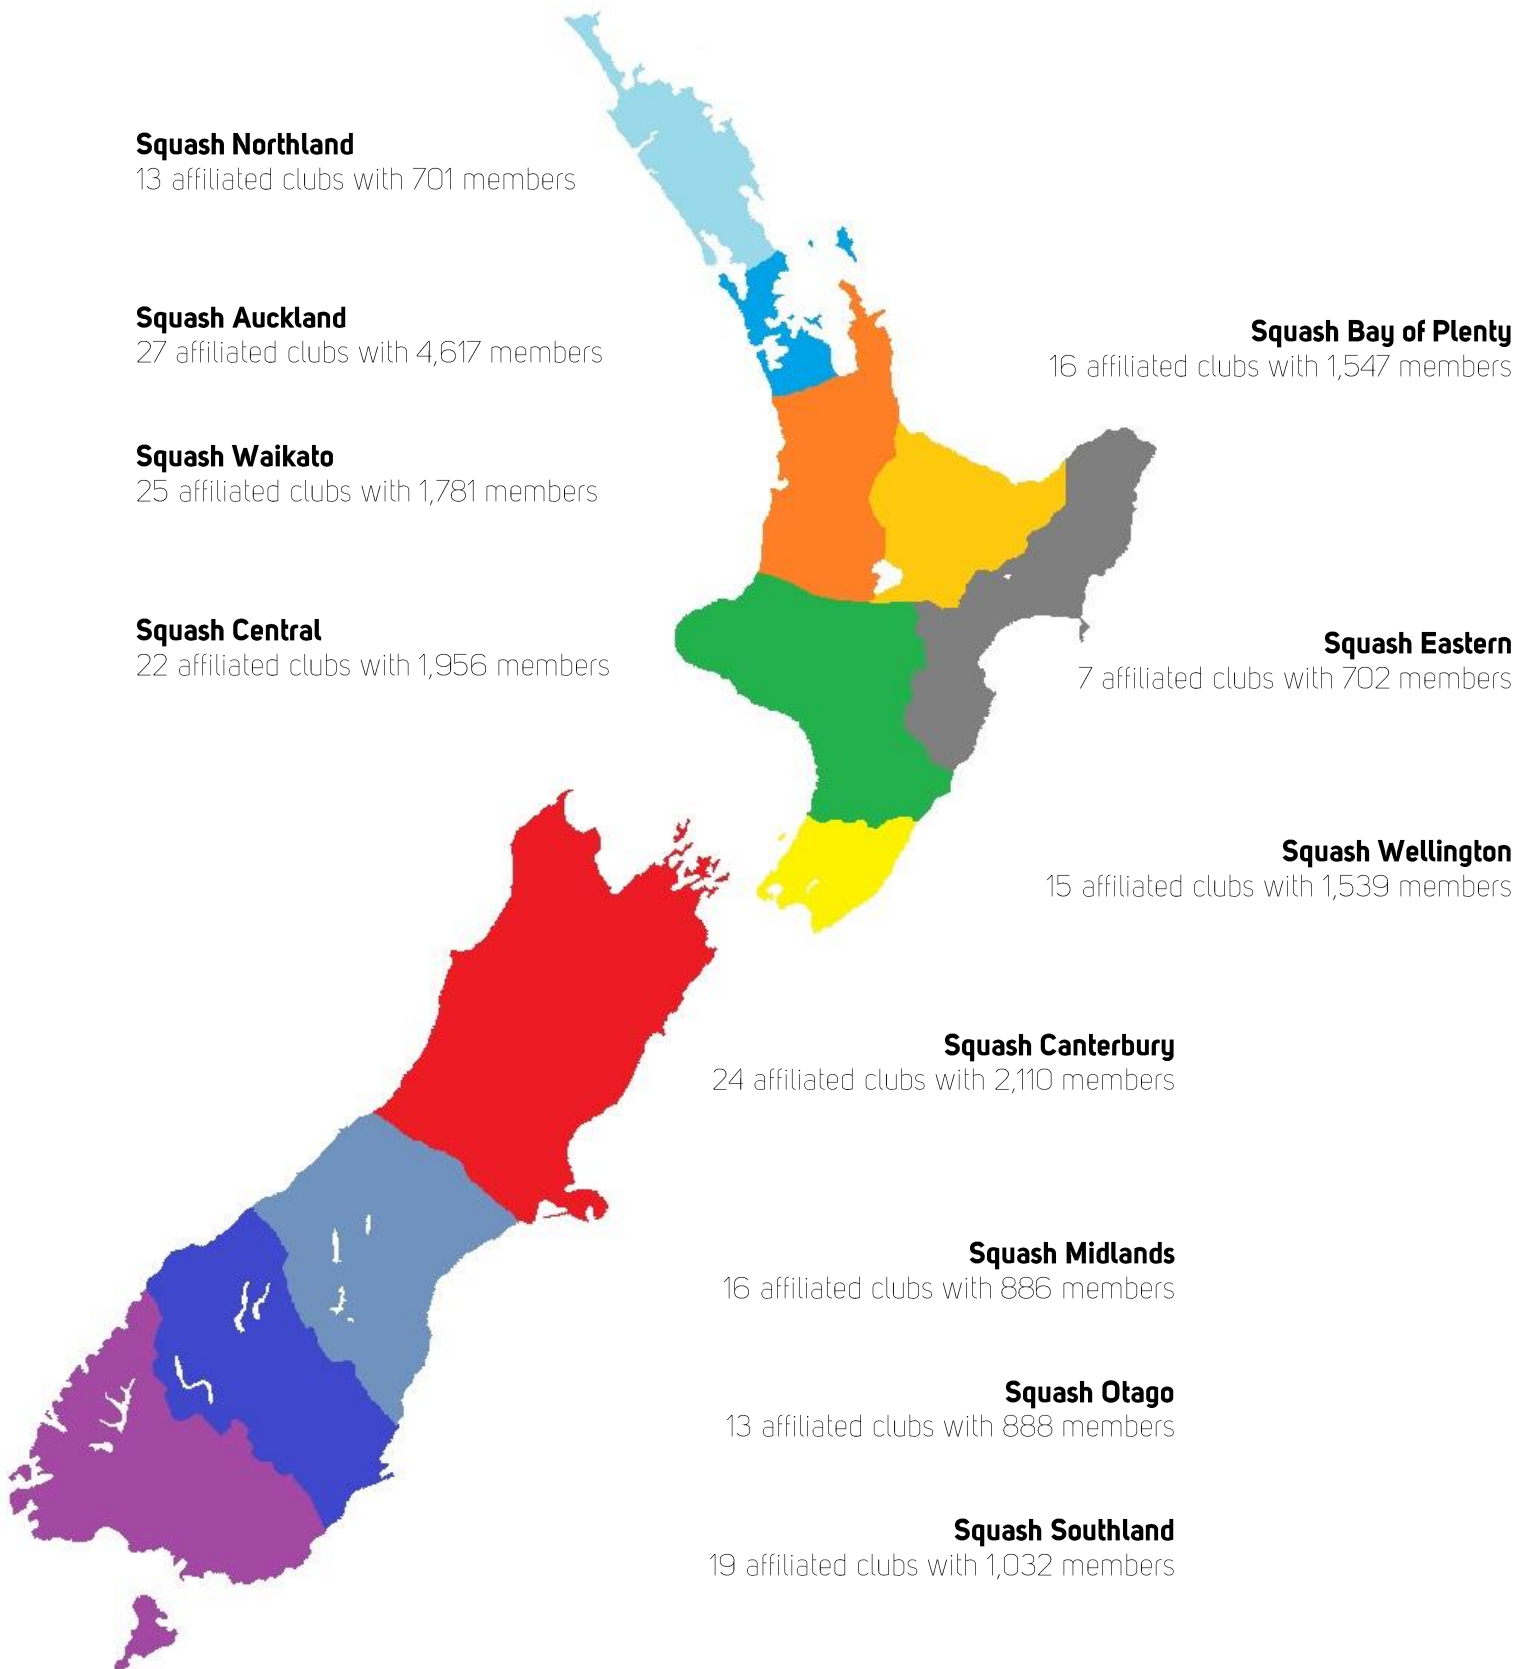 Squash Northland
13 affiliated clubs with 701 members
Squash Auckland
27 affiliated clubs with 4,617 members
Squash Bay of Plenty
16 affiliated clubs with 1,547 members
Squash Waikato
25 affiliated clubs with 1,781 members
Squash Central
22 affiliated clubs with 1,956 members
Squash Eastern
7 affiliated clubs with 702 members
Squash Wellington
15 affiliated clubs with 1,539 members
Squash Canterbury
24 affiliated clubs with 2,110 members
Squash Midlands
16 affiliated clubs with 886 members
Squash Otago
13 affiliated clubs with 888 members
Squash Southland
19 affiliated clubs with 1,032 members